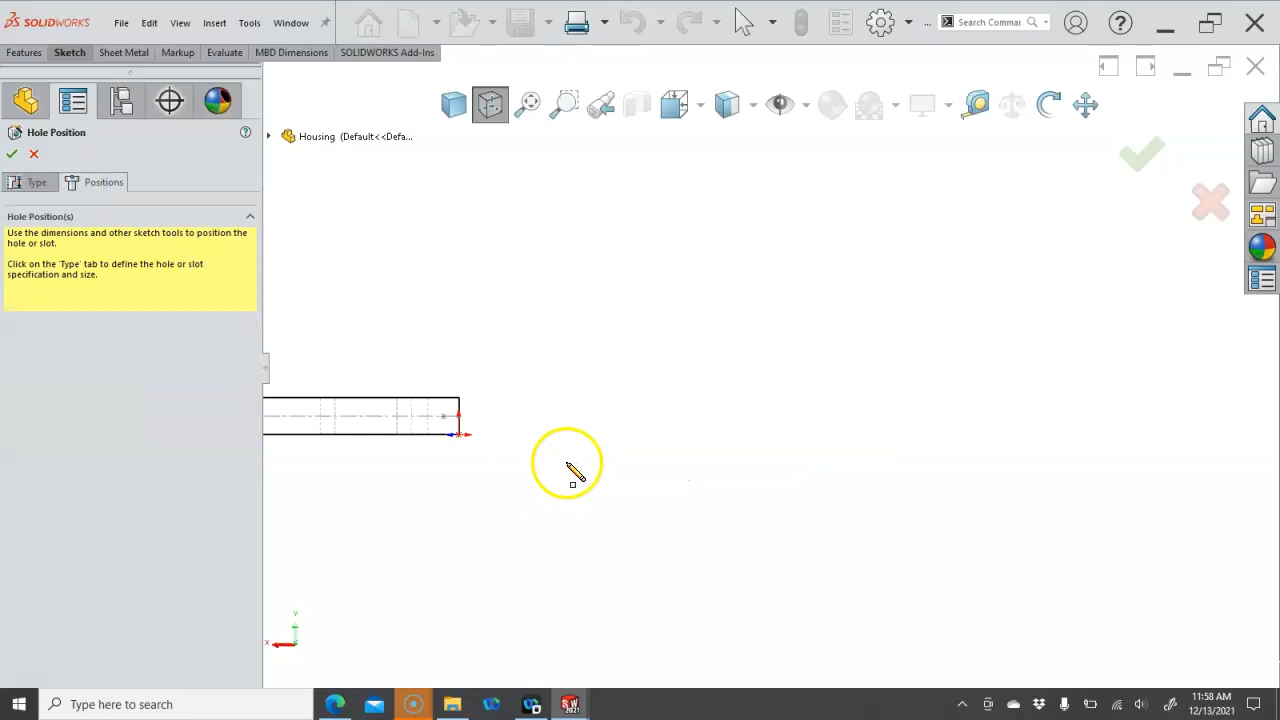 SOLIDWORKS File Edit View Insert Tools Window ... Search Commar
Features Sketch Sheet Metal Markup Evaluate MBD Dimensions SOLIDWORKS Add-Ins
Hole Position
Housing (Default<<Defa...
Type Positions
Hole Position(s)
Use the dimensions and other sketch tools to position the
hole or slot.
Click on the 'Type' tab to define the hole or slot
specification and size.
Y
X
Type here to search
SW
2021
11:58 AM
12/13/2021